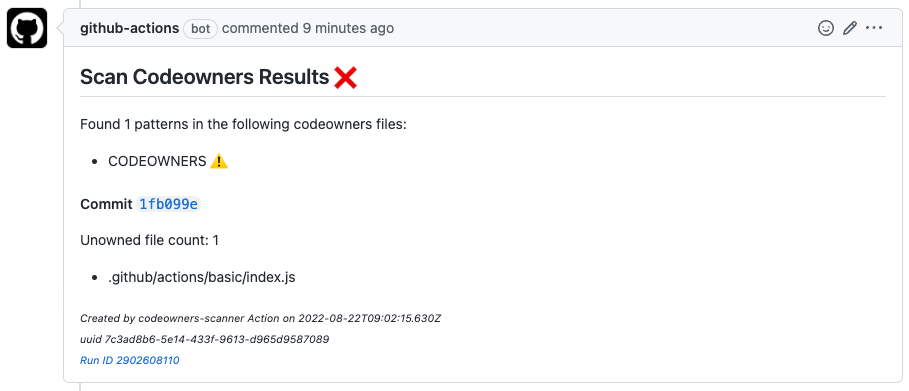 github-actions bot commented 9 minutes ago
Scan Codeowners Results ❌
Found 1 patterns in the following codeowners files:
• CODEOWNERS ⚠️
Commit 1fb099e
Unowned file count: 1
• .github/actions/basic/index.js
Created by codeowners-scanner Action on 2022-08-22T09:02:15.630Z
uuid 7c3ad8b6-5e14-433f-9613-d965d9587089
Run ID 2902608110